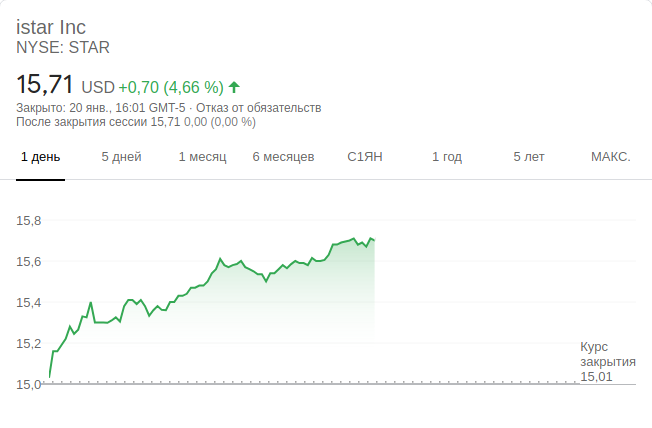 istar Inc
NYSE: STAR
15,71 USD +0,70 (4,66 %)
Закрыто: 20 янв., 16:01 GMT-5 · Отказ от обязательств
После закрытия сессии 15,71 0,00 (0,00 %)
1 день 5 дней 1 месяц 6 месяцев С1ЯН 1 год 5 лет МАКС.
15,8
15,6
15,4
15,2
15,0
Курс
закрытия
15,01